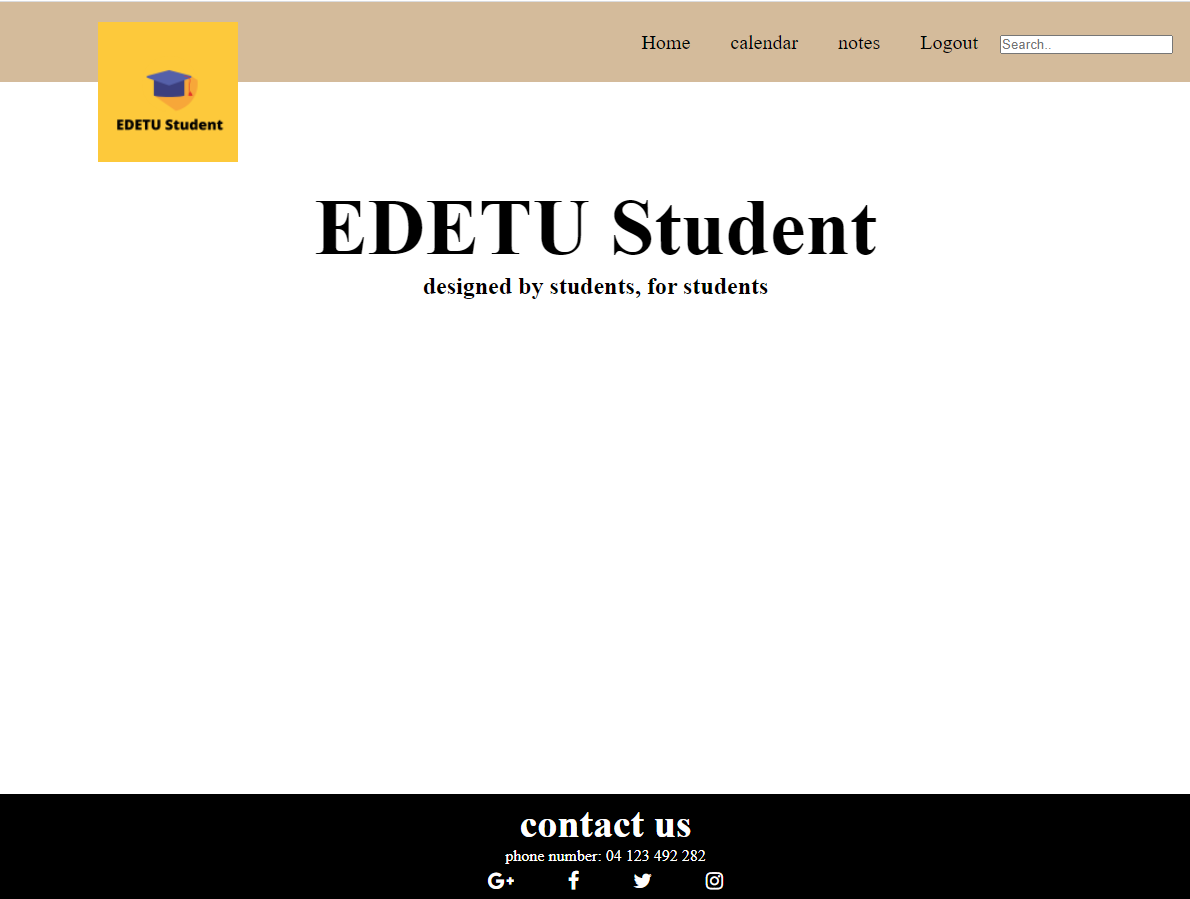 Home calendar notes Logout Search..
EDETU Student
EDETU Student
designed by students, for students
contact us
phone number: 04 123 492 282
G+ f